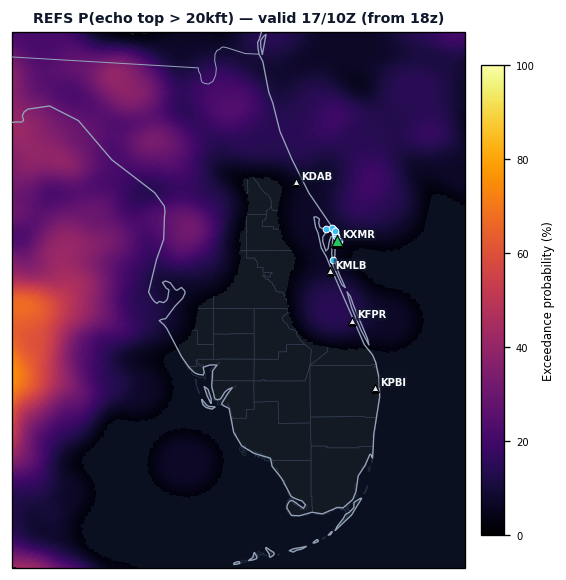 REFS P(echo top > 20kft) — valid 17/10Z (from 18z)
KDAB
KXMR
KMLB
KFPR
KPBI
100
80
60
40
20
0
Exceedance probability (%)